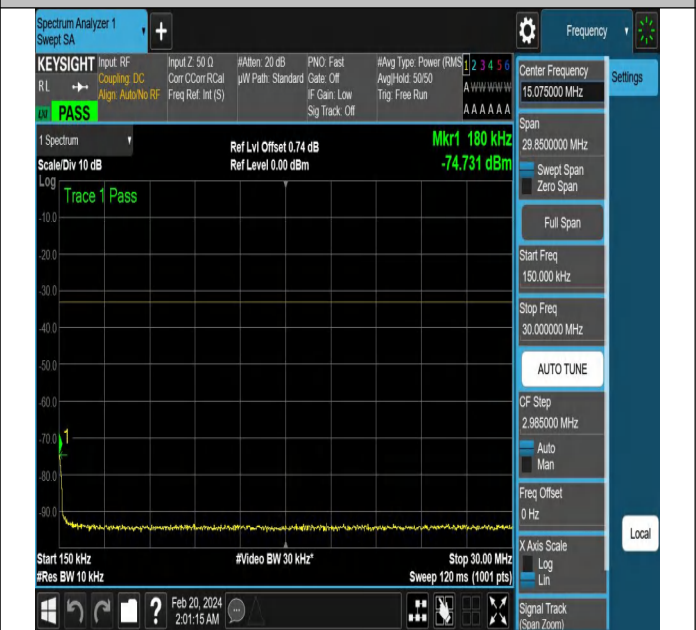 Spectrum Analyzer 1
Swept SA
+
Frequency
KEYSIGHT
RL
PASS
Input: RF
Coupling: DC
Align: Auto/No RF
Input Z: 50 Ω
Corr CCorr RCal
Freq Ref: Int (S)
#Atten: 20 dB
µW Path: Standard
PNO: Fast
Gate: Off
IF Gain: Low
Sig Track: Off
#Avg Type: Power (RMS
Avg|Hold: 50/50
Trig: Free Run
1 2 3 4 5 6
A W W W W W
A A A A A A
1 Spectrum
Scale/Div 10 dB
Ref Lvl Offset 0.74 dB
Ref Level 0.00 dBm
Mkr1 180 kHz
-74.731 dBm
Log
Trace 1 Pass
-10.0
-20.0
-30.0
-40.0
-50.0
-60.0
-70.0
-80.0
-90.0
1
Start 150 kHz
#Res BW 10 kHz
#Video BW 30 kHz*
Stop 30.00 MHz
Sweep 120 ms (1001 pts)
Feb 20, 2024
2:01:15 AM
?
Center Frequency
15.075000 MHz
Settings
Span
29.8500000 MHz
Swept Span
Zero Span
Full Span
Start Freq
150.000 kHz
Stop Freq
30.000000 MHz
AUTO TUNE
CF Step
2.985000 MHz
Auto
Man
Freq Offset
0 Hz
Local
X Axis Scale
Log
Lin
Signal Track
(Span Zoom)